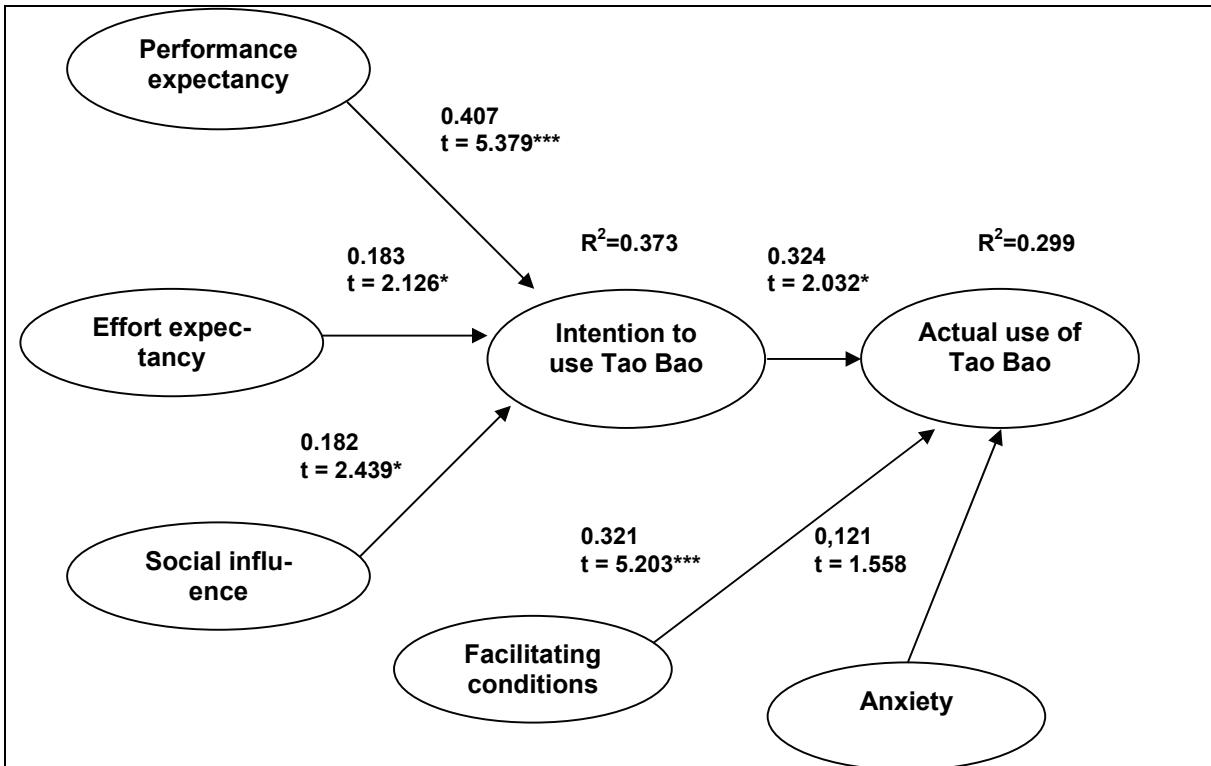 Performance
expectancy
0.407
t = 5.379***
R²=0.373
R²=0.299
0.183
t = 2.126*
0.324
t = 2.032*
Effort expec-
tancy
Intention to
use Tao Bao
Actual use of
Tao Bao
0.182
t = 2.439*
Social influ-
ence
0.321
t = 5.203***
0,121
t = 1.558
Facilitating
conditions
Anxiety